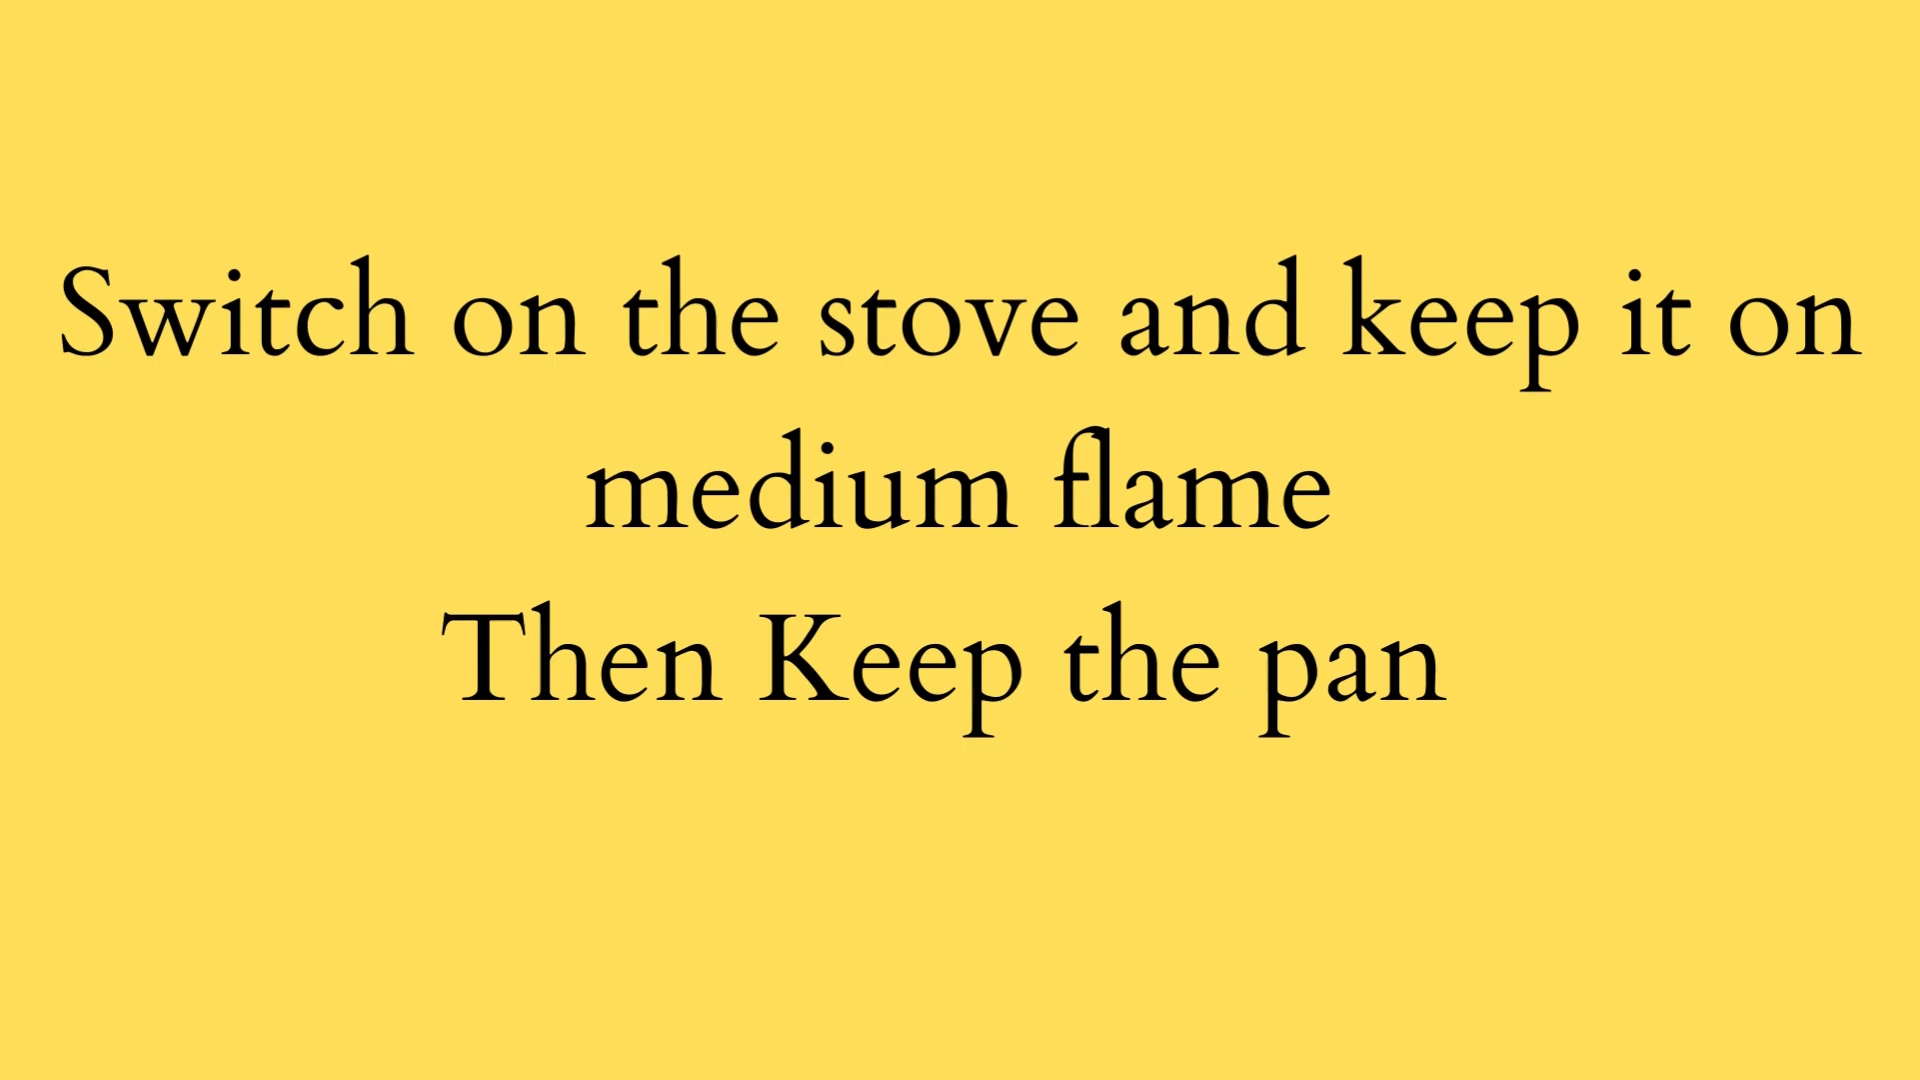 Switch on the stove and keep it on
medium flame
Then Keep the pan